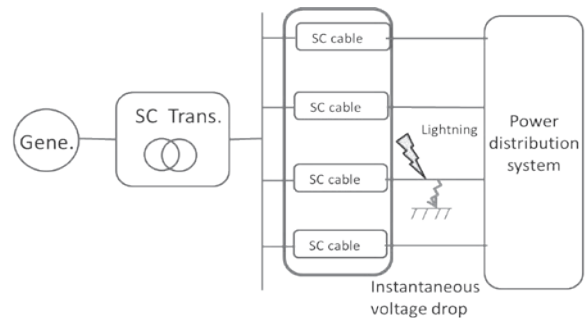 Gene.
SC Trans.
SC cable
SC cable
SC cable
SC cable
Lightning
Instantaneous
voltage drop
Power
distribution
system